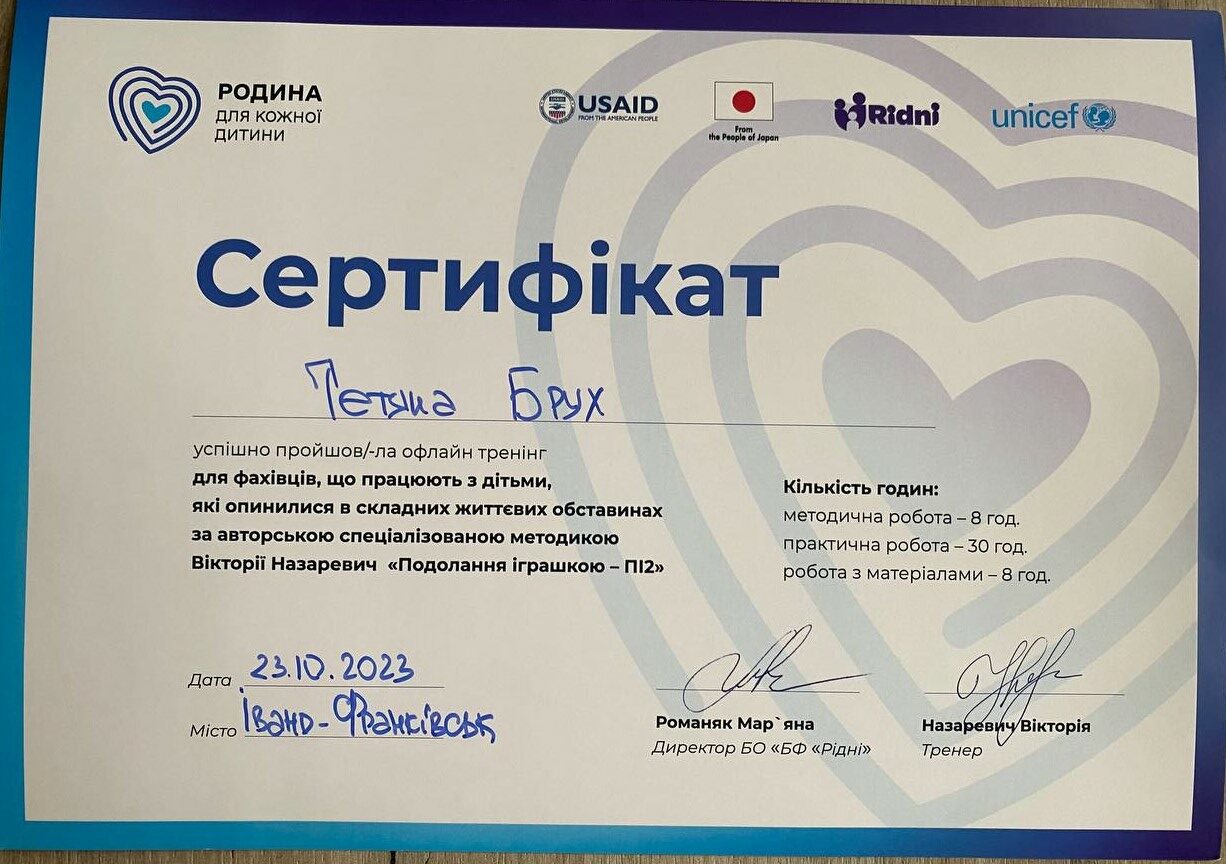 РОДИНА
для кожної
дитини
USAID
FROM THE AMERICAN PEOPLE
From
the People of Japan
Ridni
unicef
Сертифікат
Тетяна Брух
успішно пройшов/-ла офлайн тренінг
для фахівців, що працюють з дітьми,
які опинилися в складних життєвих обставинах
за авторською спеціалізованою методикою
Вікторії Назаревич «Подолання іграшкою – ПІ2»
Кількість годин:
методична робота – 8 год.
практична робота – 30 год.
робота з матеріалами – 8 год.
Дата 23.10.2023
Місто Івано-Франківськ
Романяк Мар`яна
Директор БО «БФ «Рідні»
Назаревич Вікторія
Тренер